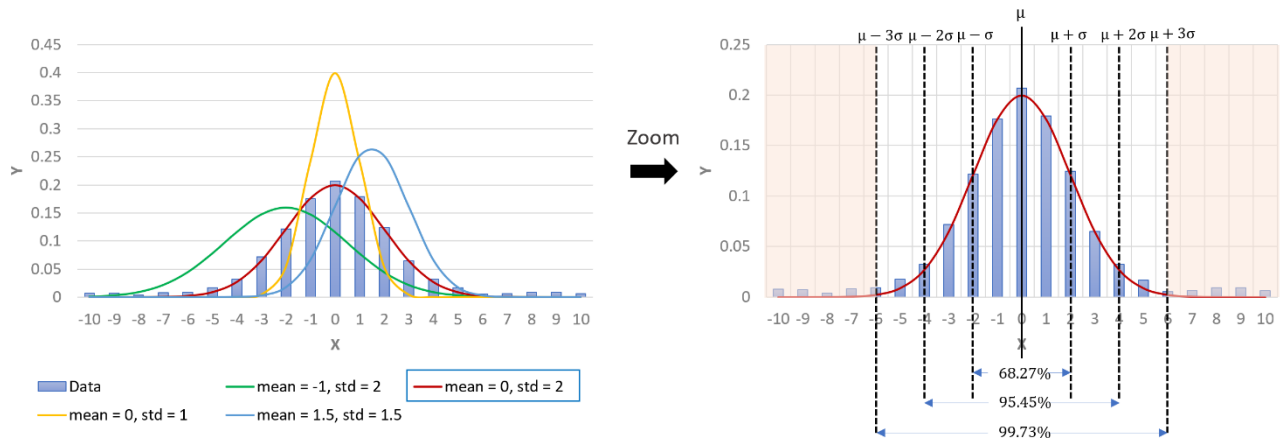 0.45
0.4
0.35
0.3
0.25
0.2
0.15
0.1
0.05
0
Y
-10 -9 -8 -7 -6 -5 -4 -3 -2 -1 0 1 2 3 4 5 6 7 8 9 10
X
Data
mean = -1, std = 2
mean = 0, std = 2
mean = 0, std = 1
mean = 1.5, std = 1.5
Zoom
μ
μ − 3σ μ − 2σ μ − σ μ + σ μ + 2σ μ + 3σ
0.25
0.2
0.15
0.1
0.05
0
Y
-10 -9 -8 -7 -6 -5 -4 -3 -2 -1 0 1 2 3 4 5 6 7 8 9 10
X
68.27%
95.45%
99.73%